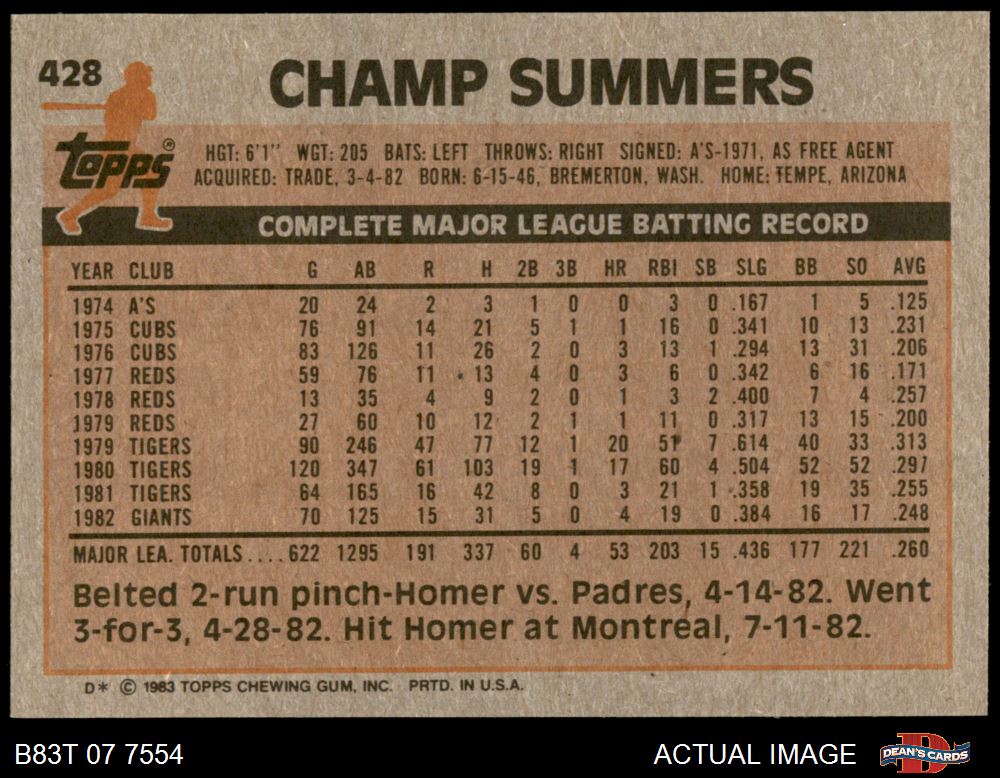 428
CHAMP SUMMERS
Topps®
HGT: 6'1" WGT: 205 BATS: LEFT THROWS: RIGHT SIGNED: A'S-1971, AS FREE AGENT
ACQUIRED: TRADE, 3-4-82 BORN: 6-15-46, BREMERTON, WASH. HOME: TEMPE, ARIZONA
COMPLETE MAJOR LEAGUE BATTING RECORD
YEAR CLUB G AB R H 2B 3B HR RBI SB SLG BB SO AVG
1974 A'S 20 24 2 3 1 0 0 3 0 .167 1 5 .125
1975 CUBS 76 91 14 21 5 1 1 16 0 .341 10 13 .231
1976 CUBS 83 126 11 26 2 0 3 13 1 .294 13 31 .206
1977 REDS 59 76 11 13 4 0 3 6 0 .342 6 16 .171
1978 REDS 13 35 4 9 2 0 1 3 2 .400 7 4 .257
1979 REDS 27 60 10 12 2 1 1 11 0 .317 13 15 .200
1979 TIGERS 90 246 47 77 12 1 20 51 7 .614 40 33 .313
1980 TIGERS 120 347 61 103 19 1 17 60 4 .504 52 52 .297
1981 TIGERS 64 165 16 42 8 0 3 21 1 .358 19 35 .255
1982 GIANTS 70 125 15 31 5 0 4 19 0 .384 16 17 .248
MAJOR LEA. TOTALS.... 622 1295 191 337 60 4 53 203 15 .436 177 221 .260
Belted 2-run pinch-Homer vs. Padres, 4-14-82. Went
3-for-3, 4-28-82. Hit Homer at Montreal, 7-11-82.
D* © 1983 TOPPS CHEWING GUM, INC. PRTD. IN U.S.A.
B83T 07 7554 ACTUAL IMAGE DEAN'S CARDS